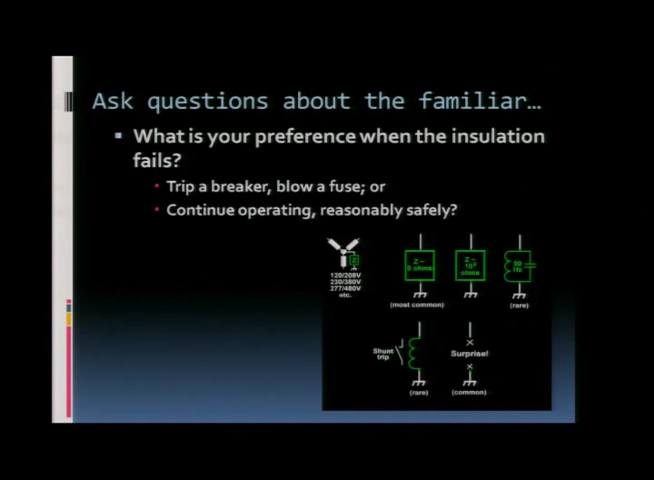 Ask questions about the familiar…
What is your preference when the insulation
fails?
Trip a breaker, blow a fuse; or
Continue operating, reasonably safely?
Z
120/208V
230/380V
277/480V
etc.
Z~
0 ohms
(most common)
Z~
ohms
60
Hz
(rare)
Shunt
trip
(rare)
Surprise!
(common)